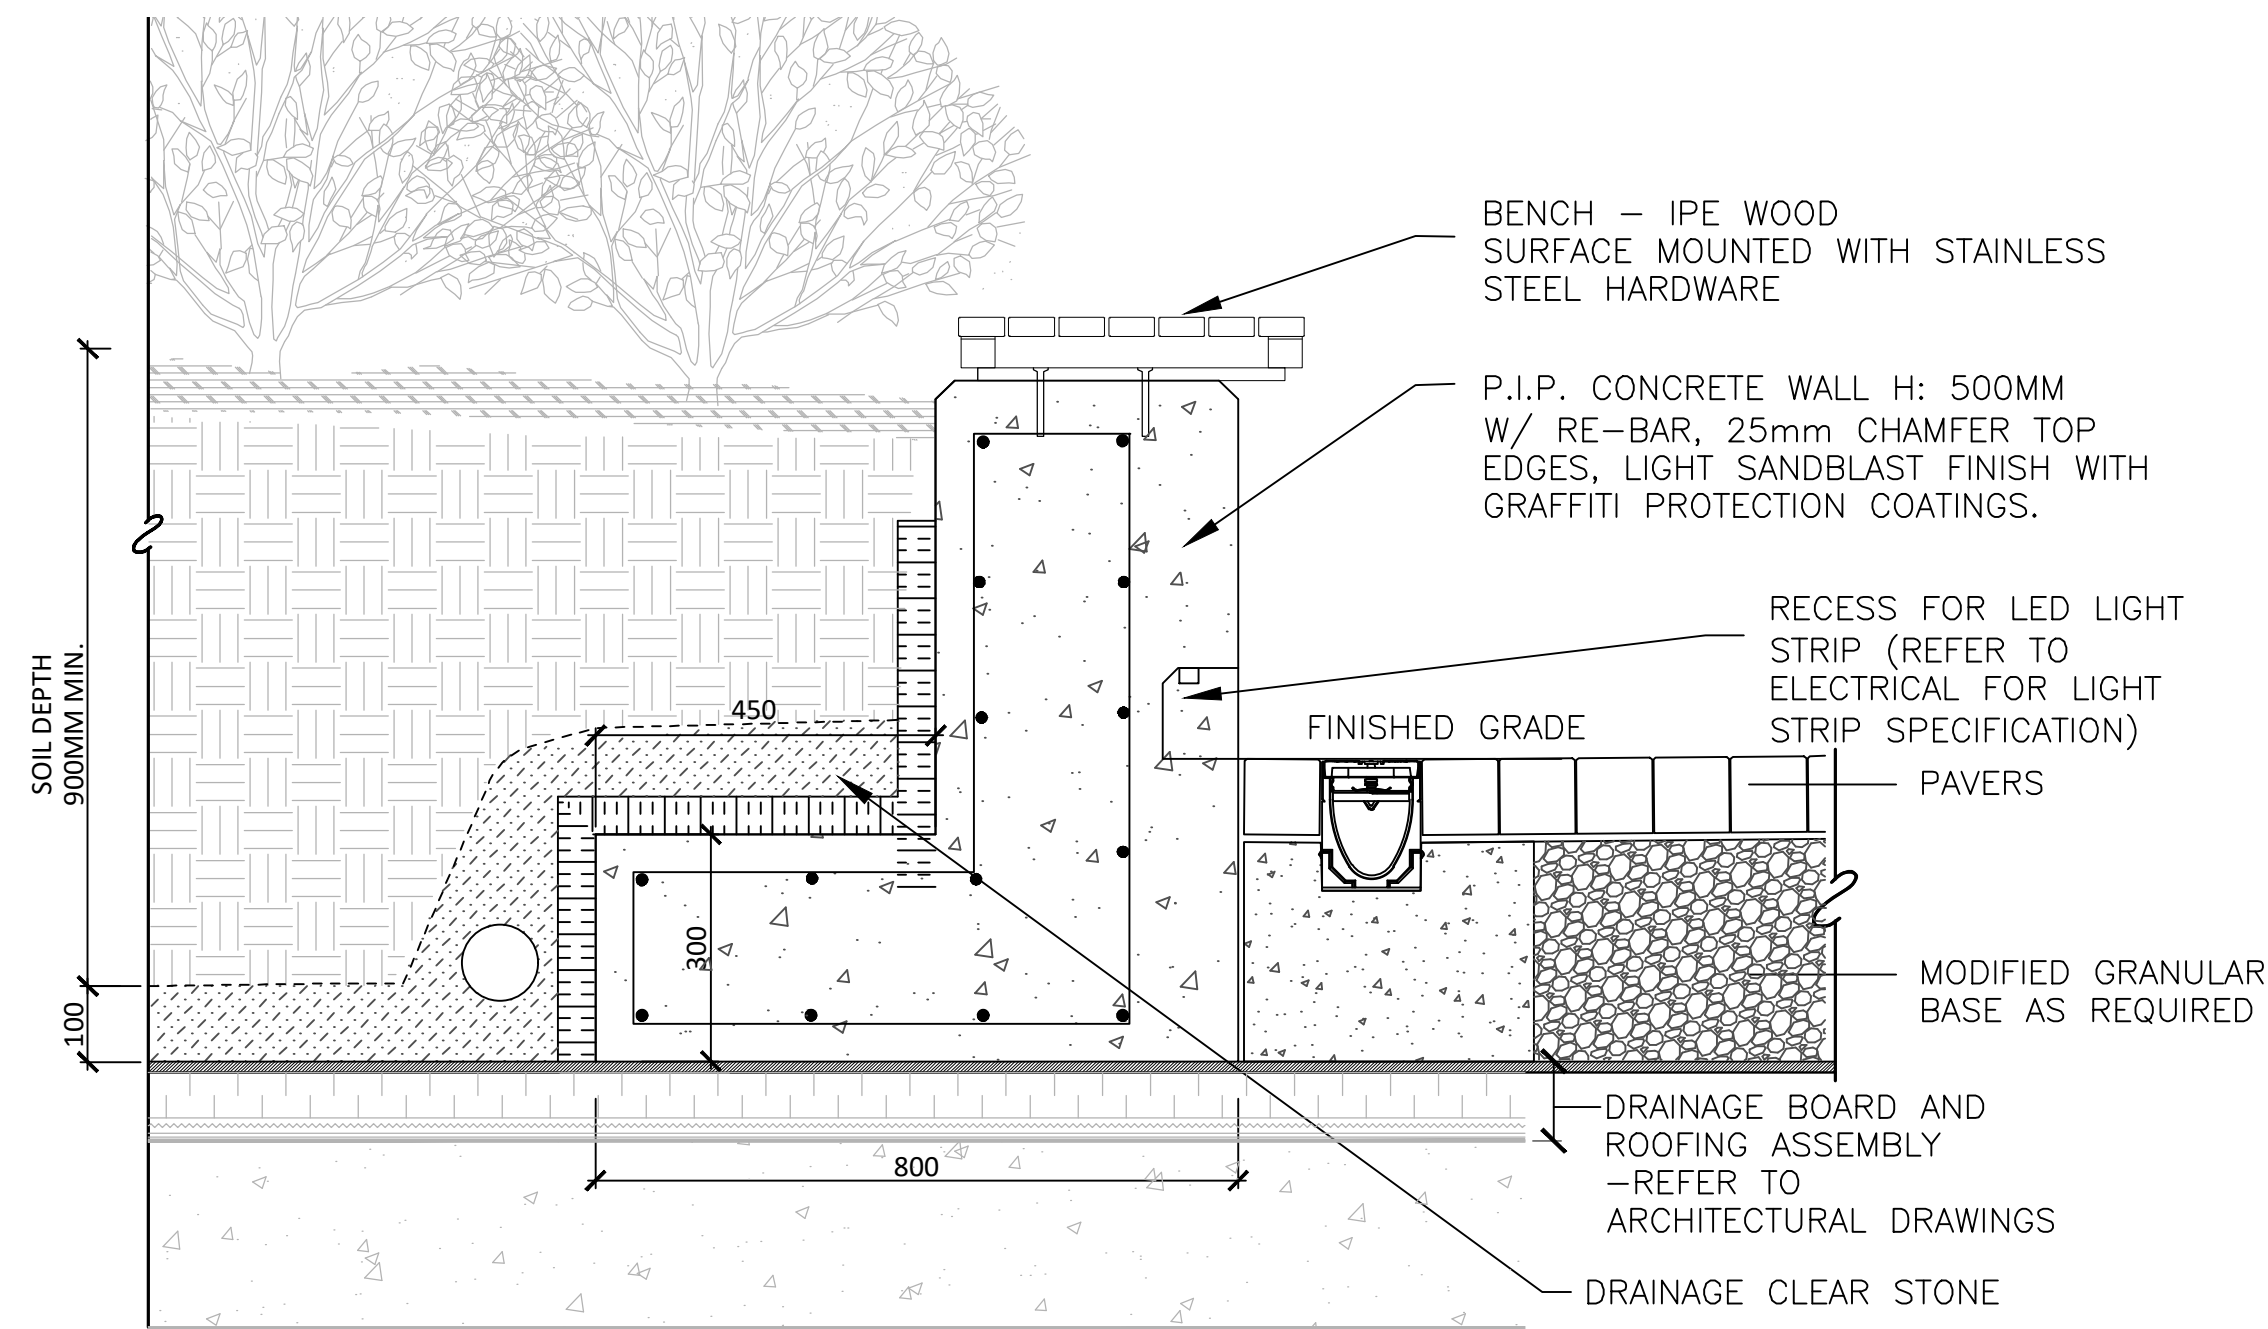 BENCH - IPE WOOD
SURFACE MOUNTED WITH STAINLESS
STEEL HARDWARE
P.I.P. CONCRETE WALL H: 500MM
W/ RE-BAR, 25mm CHAMFER TOP
EDGES, LIGHT SANDBLAST FINISH WITH
GRAFFITI PROTECTION COATINGS.
RECESS FOR LED LIGHT
STRIP (REFER TO
ELECTRICAL FOR LIGHT
STRIP SPECIFICATION)
FINISHED GRADE
PAVERS
MODIFIED GRANULAR
BASE AS REQUIRED
DRAINAGE BOARD AND
ROOFING ASSEMBLY
-REFER TO
ARCHITECTURAL DRAWINGS
DRAINAGE CLEAR STONE
SOIL DEPTH
900MM MIN.
100
450
300
800